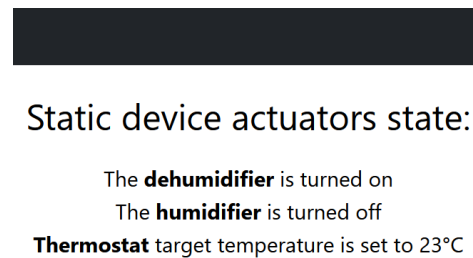 Static device actuators state:
The dehumidifier is turned on
The humidifier is turned off
Thermostat target temperature is set to 23°C